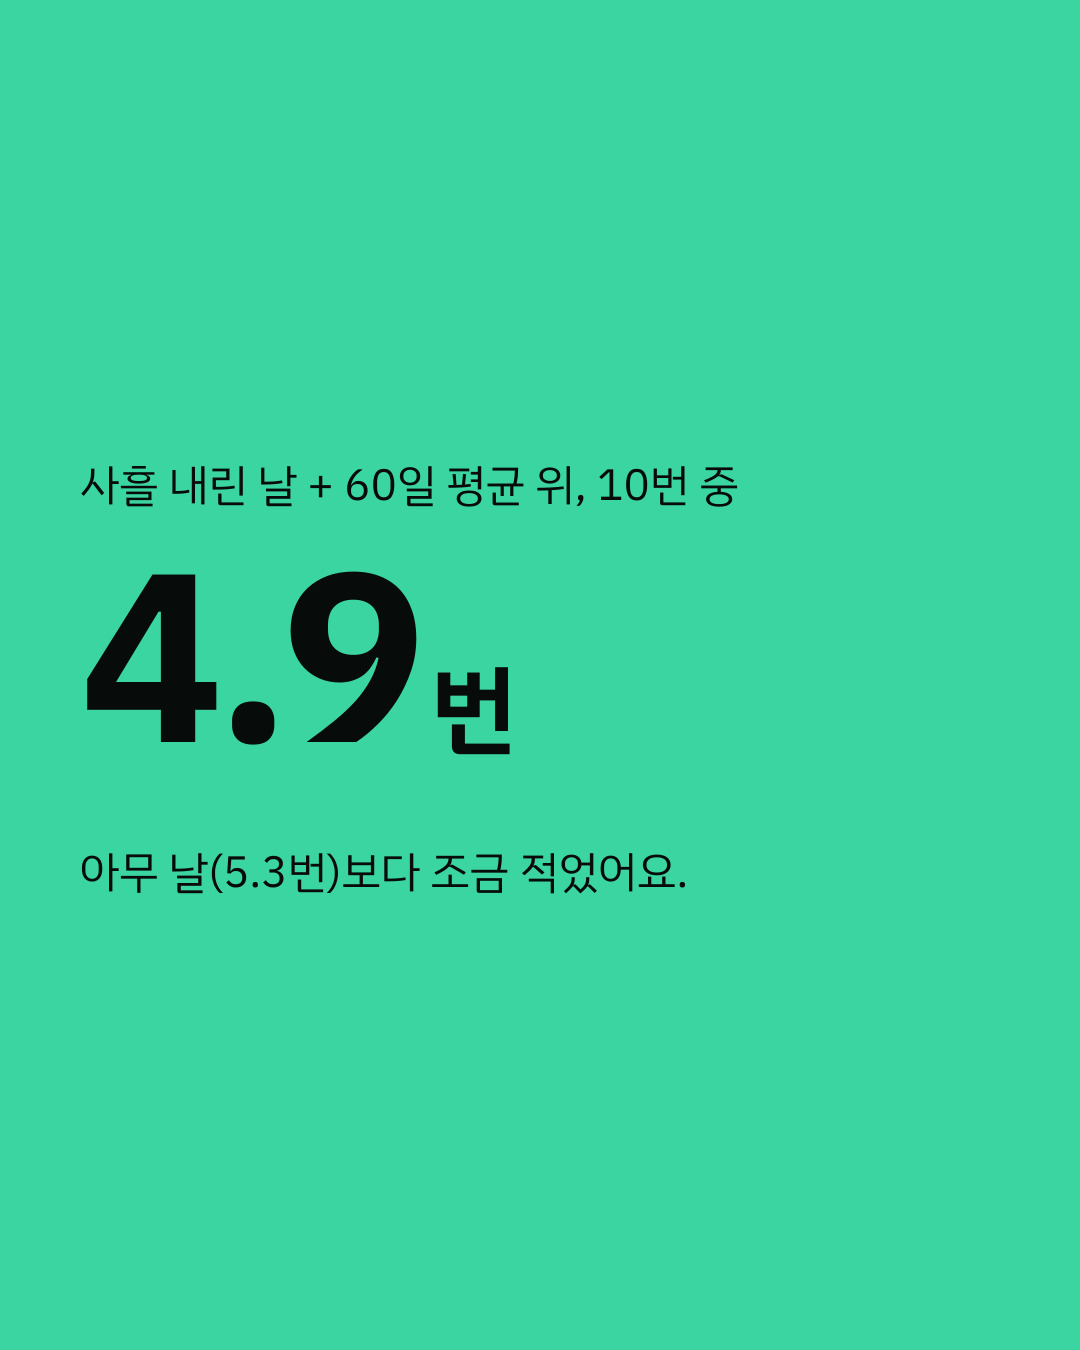 사흘 내린 날 + 60일 평균 위, 10번 중
4.9번
아무 날(5.3번)보다 조금 적었어요.